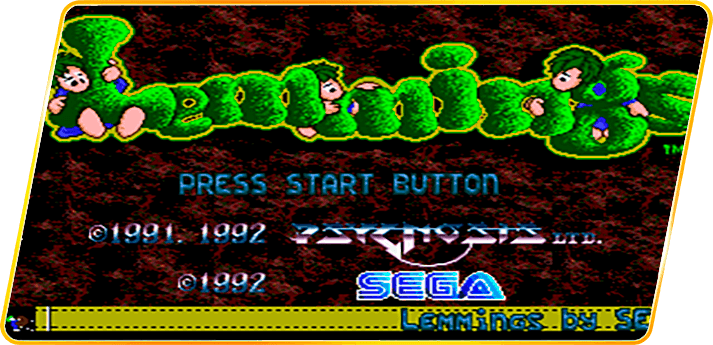 Lemmings
TM
PRESS START BUTTON
©1991. 1992 PSYGNOSIS LTD.
©1992 SEGA
Lemmings by SE